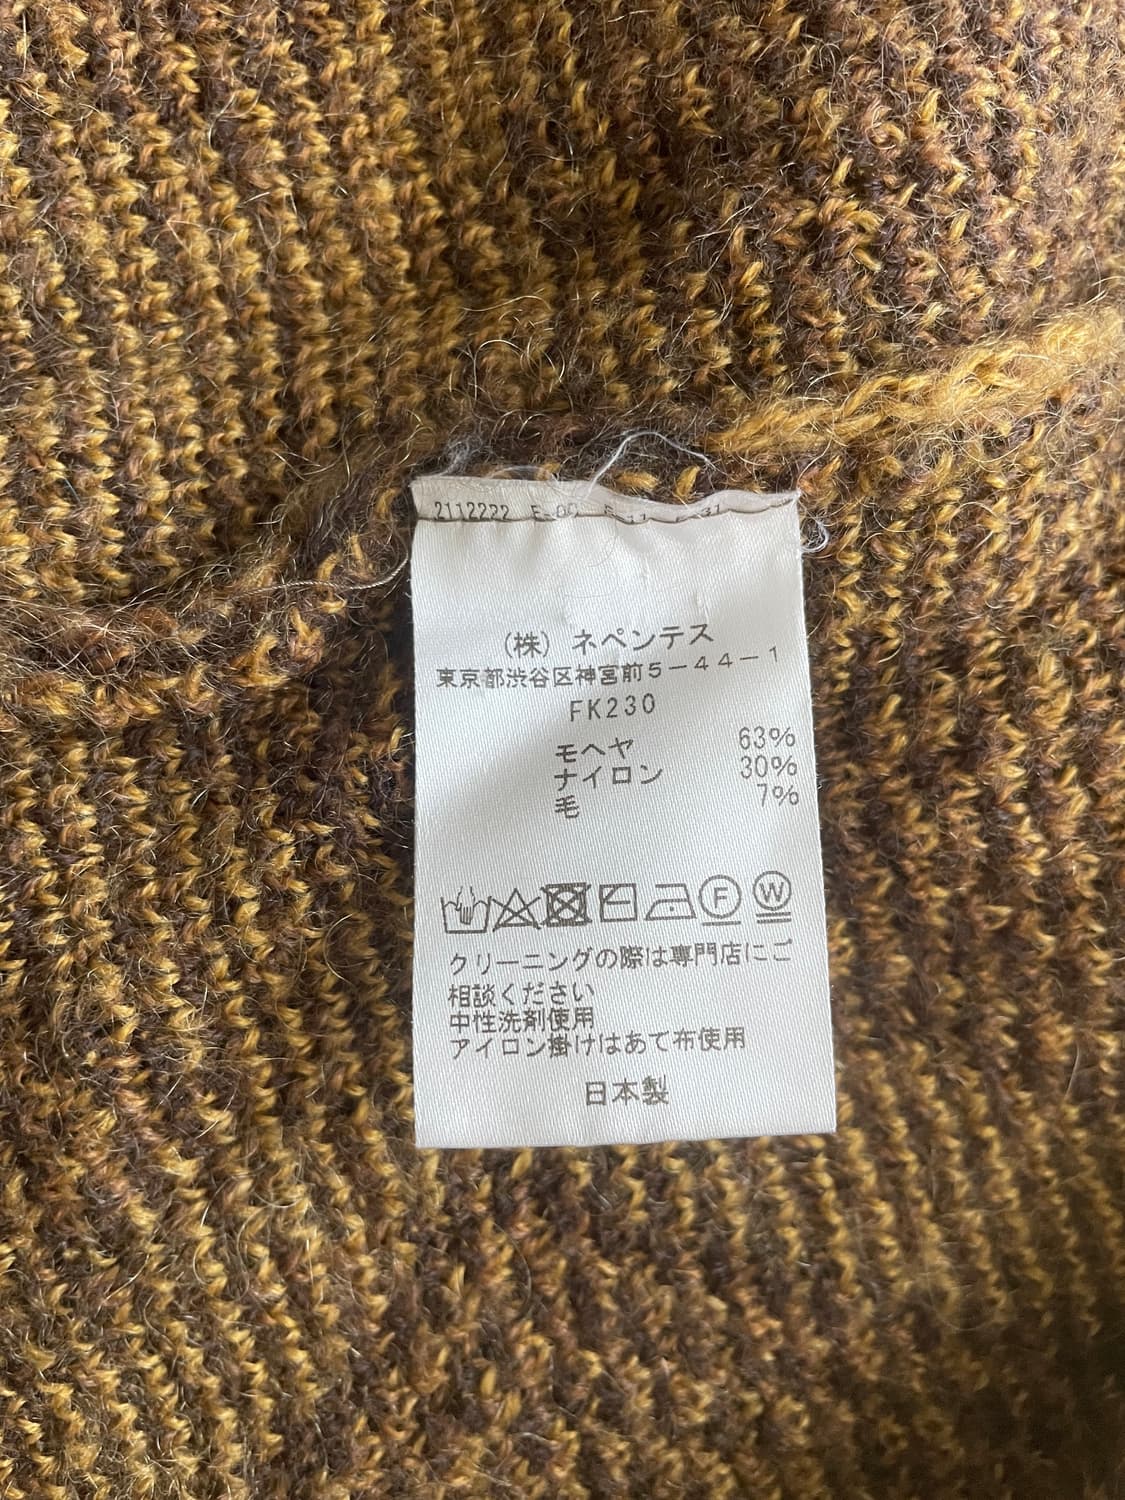 2112222
(株) ネペンテス
東京都渋谷区神宮前5-44-1
FK230
モヘヤ 63%
ナイロン 30%
毛 7%
F W
クリーニングの際は専門店にご
相談ください
中性洗剤使用
アイロン掛けはあて布使用
日本製